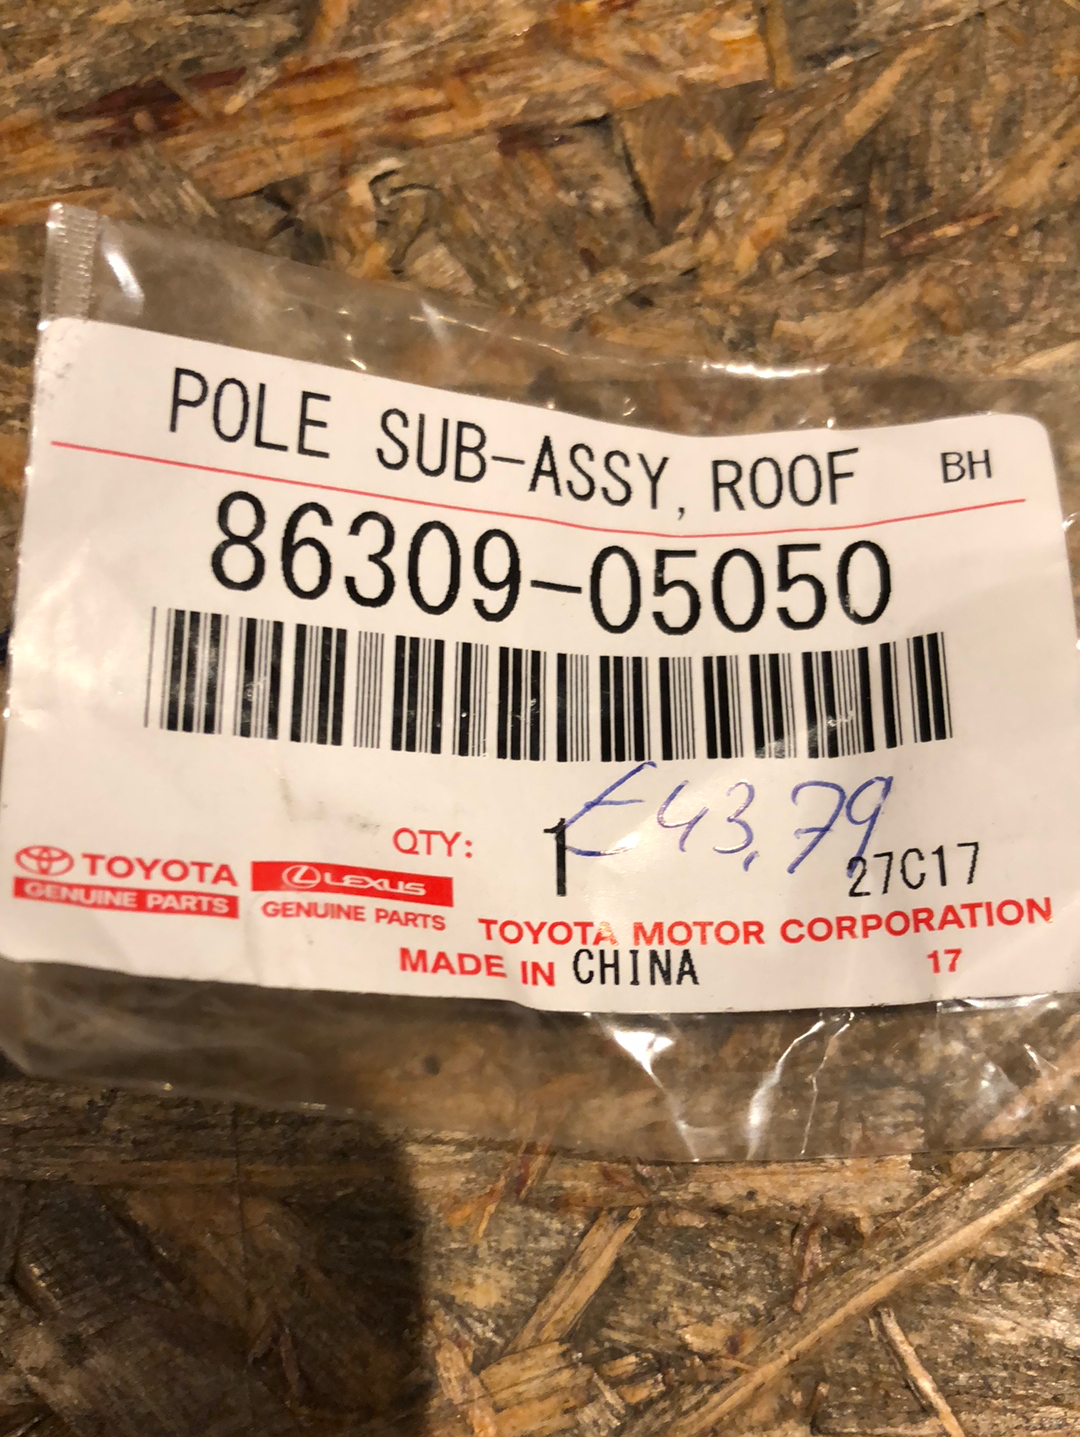 POLE SUB-ASSY, ROOF BH
86309-05050
€43,79
QTY: 1 27C17
TOYOTA LEXUS
GENUINE PARTS GENUINE PARTS
TOYOTA MOTOR CORPORATION
MADE IN CHINA 17